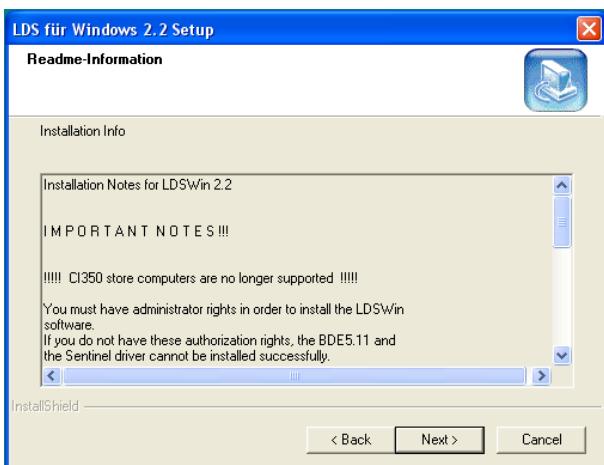 LDS für Windows 2.2 Setup
Readme-Information
Installation Info
Installation Notes for LDSWin 2.2
I M P O R T A N T  N O T E S !!!
!!!!!  CI350 store computers are no longer supported  !!!!!
You must have administrator rights in order to install the LDSWin
software.
If you do not have these authorization rights, the BDE5.11 and
the Sentinel driver cannot be installed successfully.
InstallShield
< Back
Next >
Cancel